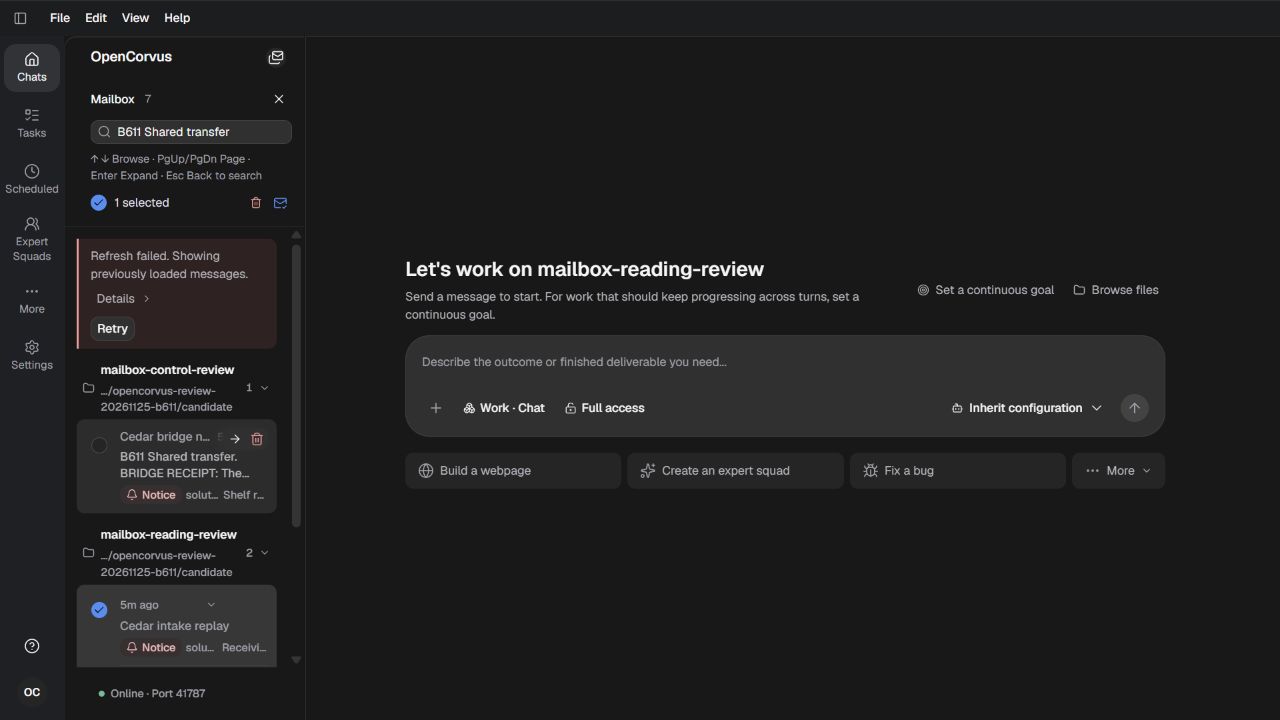 File Edit View Help
Chats
Tasks
Scheduled
Expert
Squads
More
Settings
OC
OpenCorvus
Mailbox 7
B611 Shared transfer
↑↓ Browse · PgUp/PgDn Page ·
Enter Expand · Esc Back to search
1 selected
Refresh failed. Showing
previously loaded messages.
Details
Retry
mailbox-control-review
.../opencorvus-review-
20261125-b611/candidate
1
Cedar bridge n...
B611 Shared transfer.
BRIDGE RECEIPT: The...
Notice solut... Shelf r...
mailbox-reading-review
.../opencorvus-review-
20261125-b611/candidate
2
5m ago
Cedar intake replay
Notice solu... Receivi...
Online · Port 41787
Let's work on mailbox-reading-review
Send a message to start. For work that should keep progressing across turns, set a
continuous goal.
Set a continuous goal
Browse files
Describe the outcome or finished deliverable you need...
Work · Chat
Full access
Inherit configuration
Build a webpage
Create an expert squad
Fix a bug
More